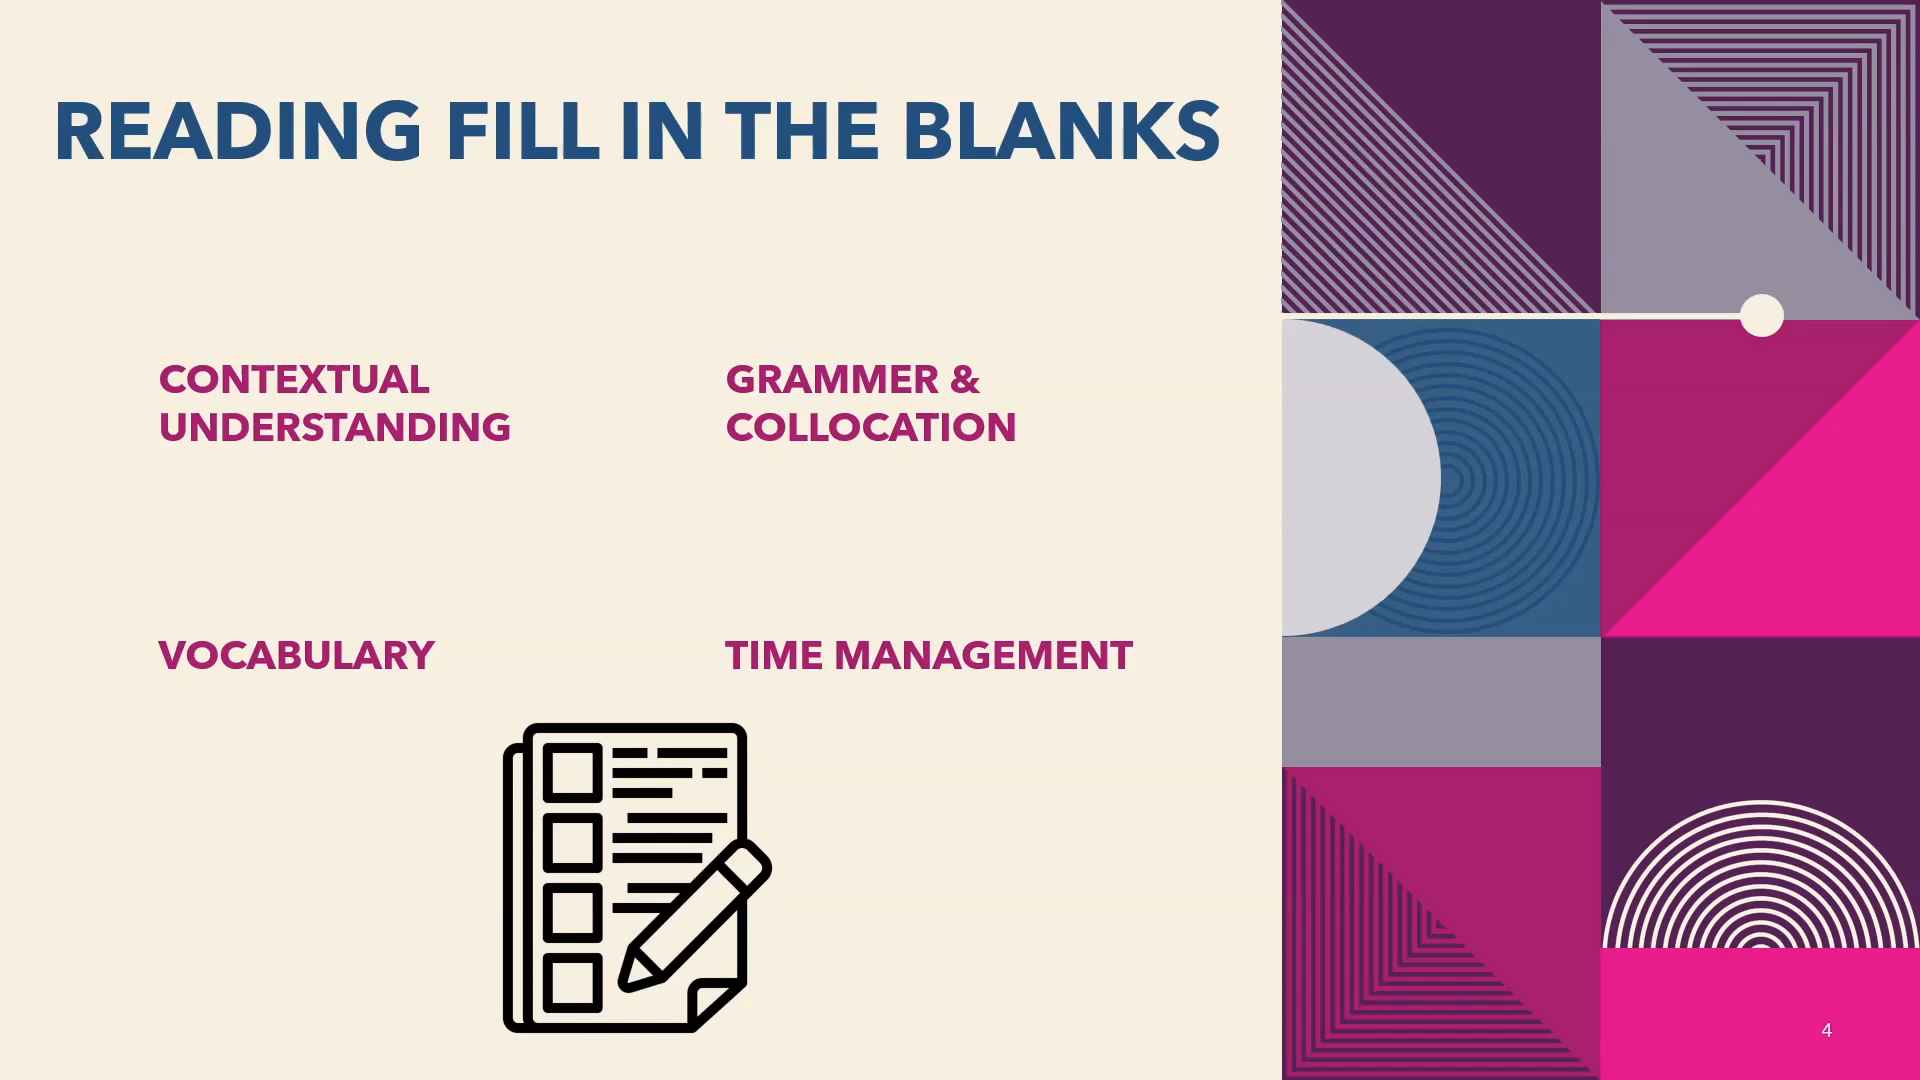 READING FILL IN THE BLANKS
CONTEXTUAL
UNDERSTANDING
GRAMMER &
COLLOCATION
VOCABULARY
TIME MANAGEMENT
4